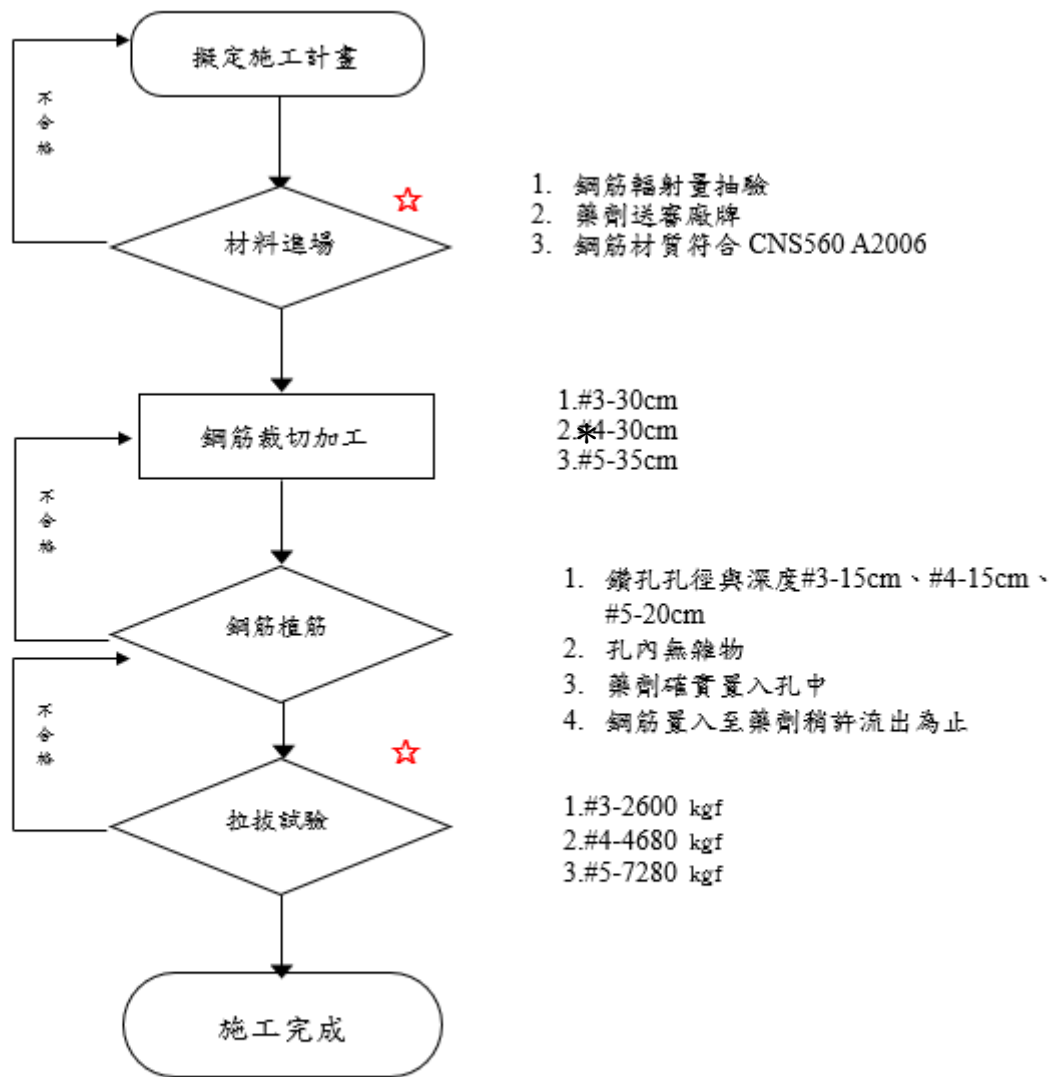 擬定施工計畫
不合格
材料進場
1. 鋼筋輻射量抽驗
2. 藥劑送審廠牌
3. 鋼筋材質符合 CNS560 A2006
鋼筋裁切加工
1.#3-30cm
2.#4-30cm
3.#5-35cm
不合格
鋼筋植筋
1. 鑽孔孔徑與深度#3-15cm、#4-15cm、
#5-20cm
2. 孔內無雜物
3. 藥劑確實置入孔中
4. 鋼筋置入至藥劑稍許流出為止
不合格
拉拔試驗
1.#3-2600 kgf
2.#4-4680 kgf
3.#5-7280 kgf
施工完成